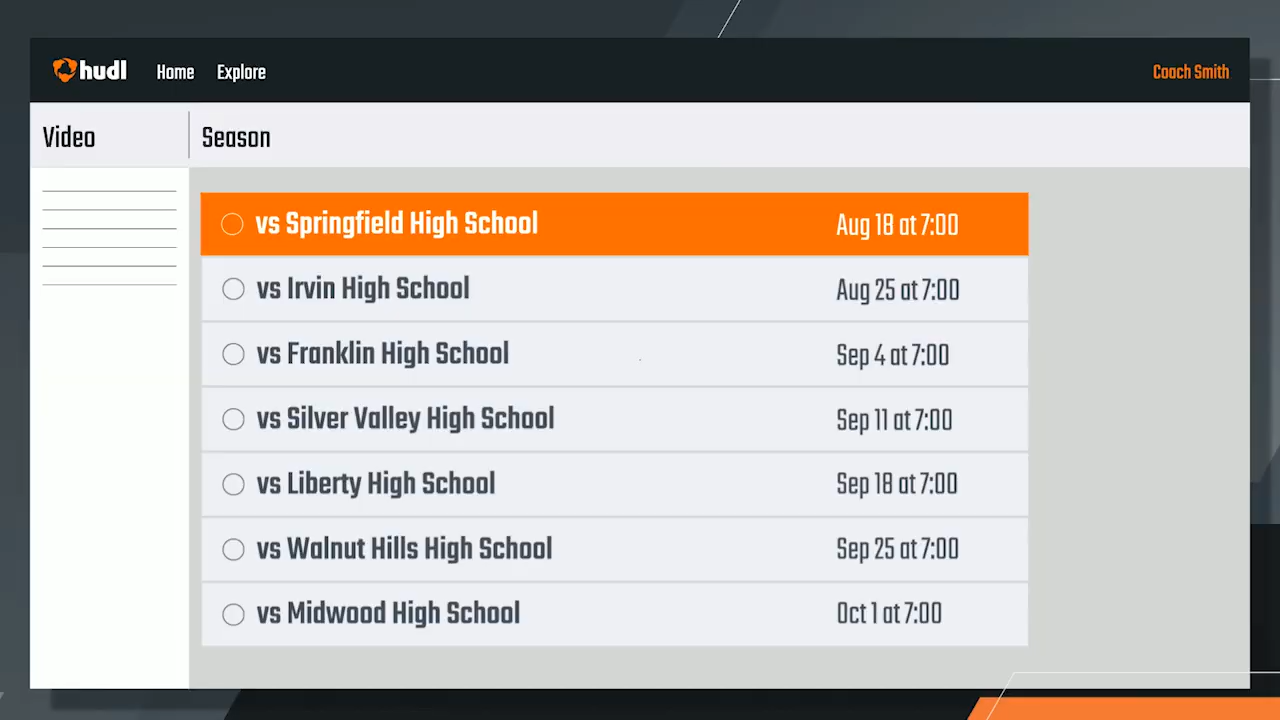 hudl Home Explore Coach Smith
Video Season
vs Springfield High School Aug 18 at 7:00
vs Irvin High School Aug 25 at 7:00
vs Franklin High School Sep 4 at 7:00
vs Silver Valley High School Sep 11 at 7:00
vs Liberty High School Sep 18 at 7:00
vs Walnut Hills High School Sep 25 at 7:00
vs Midwood High School Oct 1 at 7:00